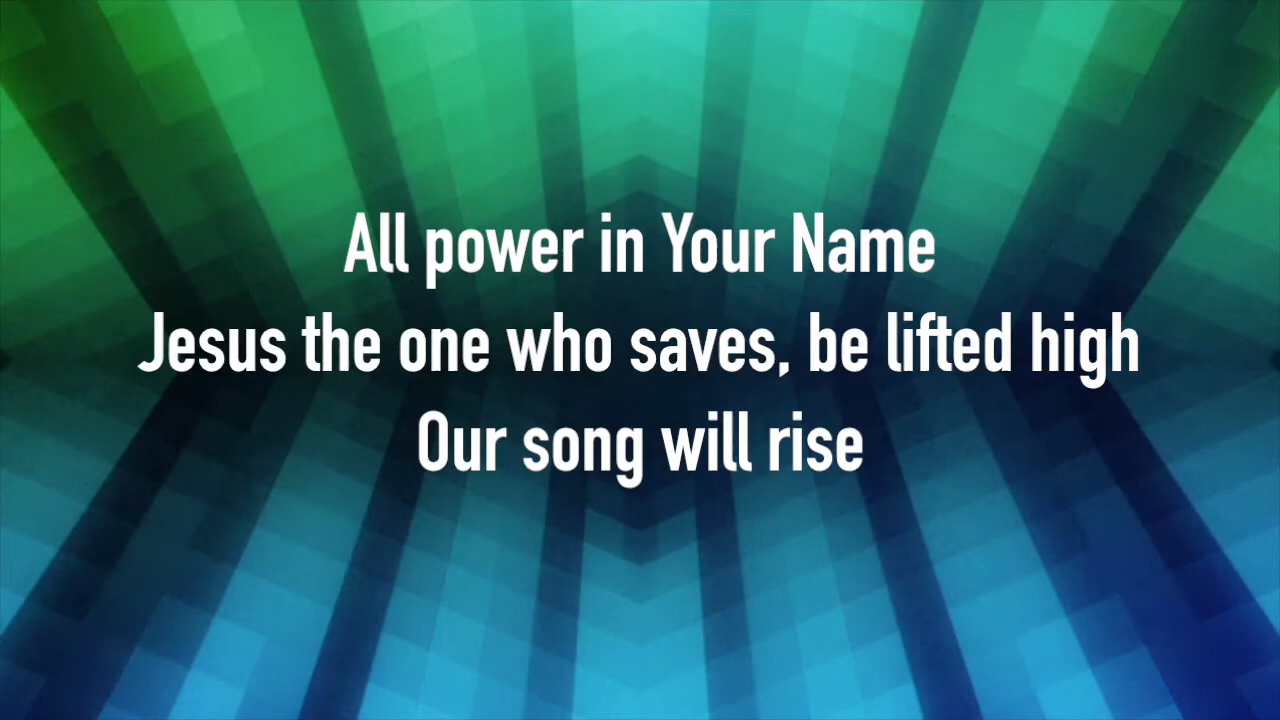 All power in Your Name
Jesus the one who saves, be lifted high
Our song will rise